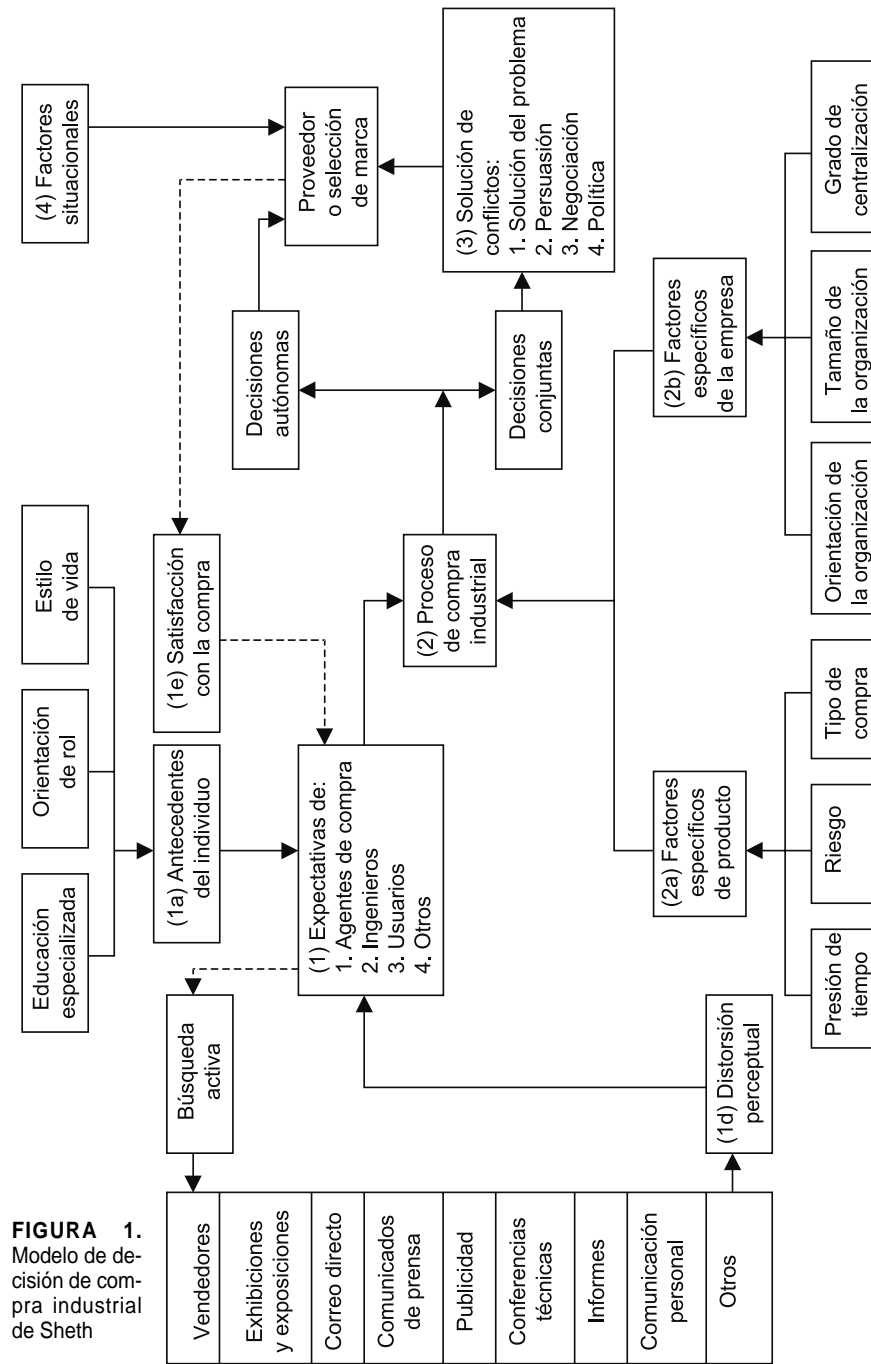 FIGURA 1.
Modelo de de-
cisión de com-
pra industrial
de Sheth
Educación
especializada
Orientación
de rol
Estilo
de vida
(4) Factores
situacionales
Búsqueda
activa
(1a) Antecedentes
del individuo
(1e) Satisfacción
con la compra
Decisiones
autónomas
Proveedor
o selección
de marca
Vendedores
Exhibiciones
y exposiciones
Correo directo
Comunicados
de prensa
Publicidad
Conferencias
técnicas
Informes
Comunicación
personal
Otros
(1) Expectativas de:
1. Agentes de compra
2. Ingenieros
3. Usuarios
4. Otros
(2) Proceso
de compra
industrial
Decisiones
conjuntas
(3) Solución de
conflictos:
1. Solución del problema
2. Persuasión
3. Negociación
4. Política
(1d) Distorsión
perceptual
(2a) Factores
específicos
de producto
(2b) Factores
específicos
de la empresa
Presión de
tiempo
Riesgo
Tipo de
compra
Orientación de
la organización
Tamaño de
la organización
Grado de
centralización